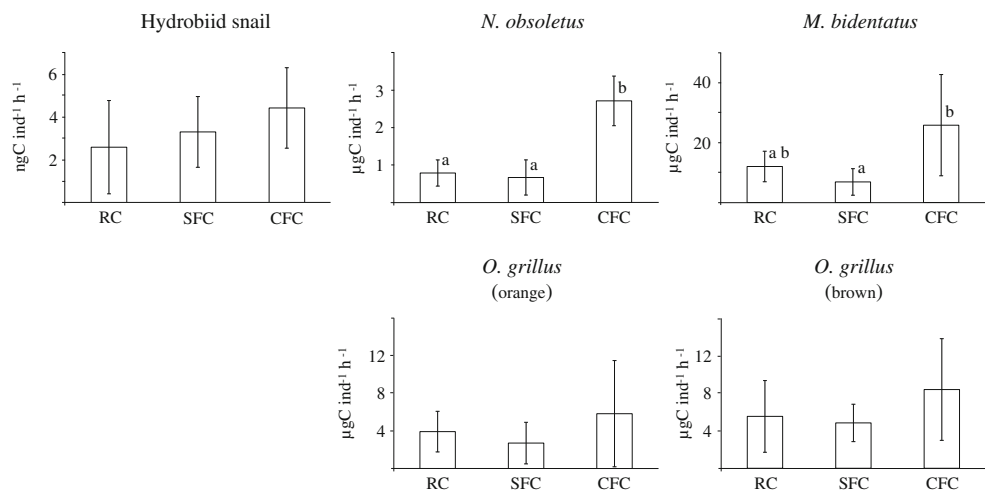 Hydrobiid snail
ngC ind⁻¹ h⁻¹
6
4
2
RC SFC CFC
N. obsoletus
µgC ind⁻¹ h⁻¹
3
2
1
a a b
RC SFC CFC
M. bidentatus
µgC ind⁻¹ h⁻¹
40
20
a b a b
RC SFC CFC
O. grillus
(orange)
µgC ind⁻¹ h⁻¹
12
8
4
RC SFC CFC
O. grillus
(brown)
µgC ind⁻¹ h⁻¹
12
8
4
RC SFC CFC